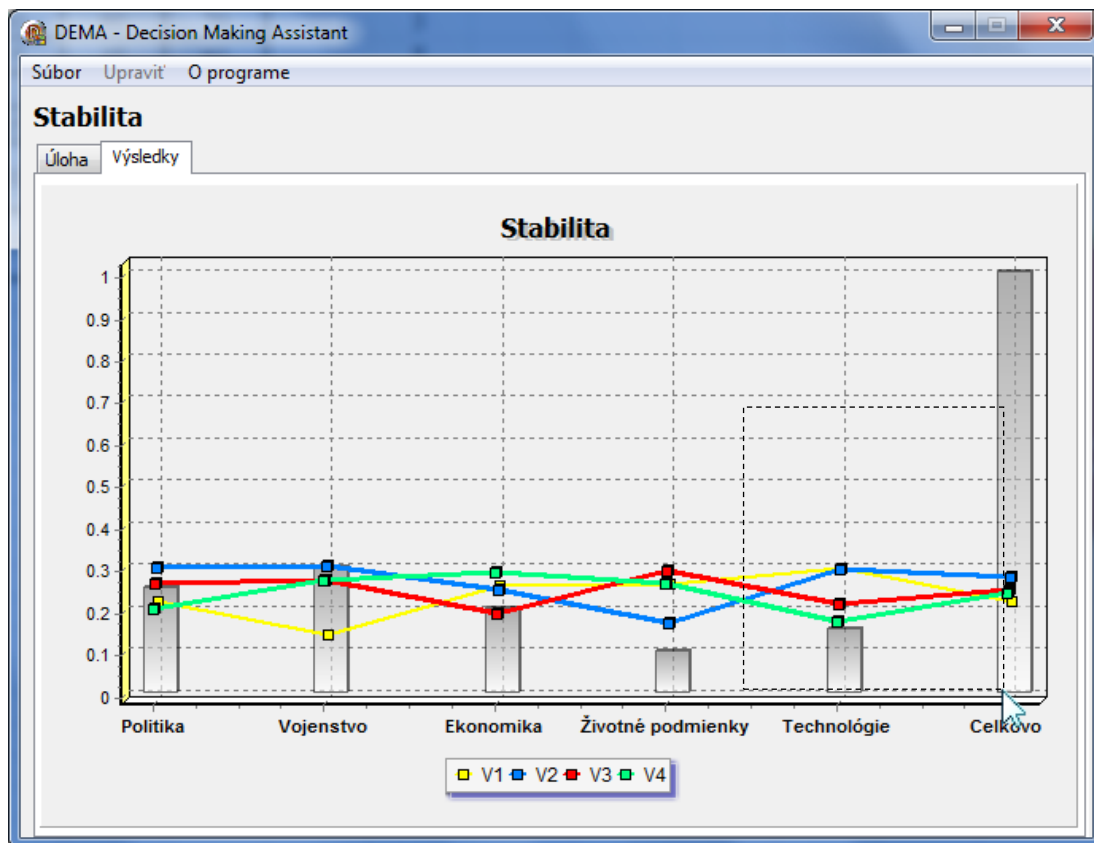 DEMA - Decision Making Assistant
Súbor Upraviť O programe
Stabilita
Úloha Výsledky
Stabilita
1
0.9
0.8
0.7
0.6
0.5
0.4
0.3
0.2
0.1
0
Politika Vojenstvo Ekonomika Životné podmienky Technológie Celkovo
V1 V2 V3 V4